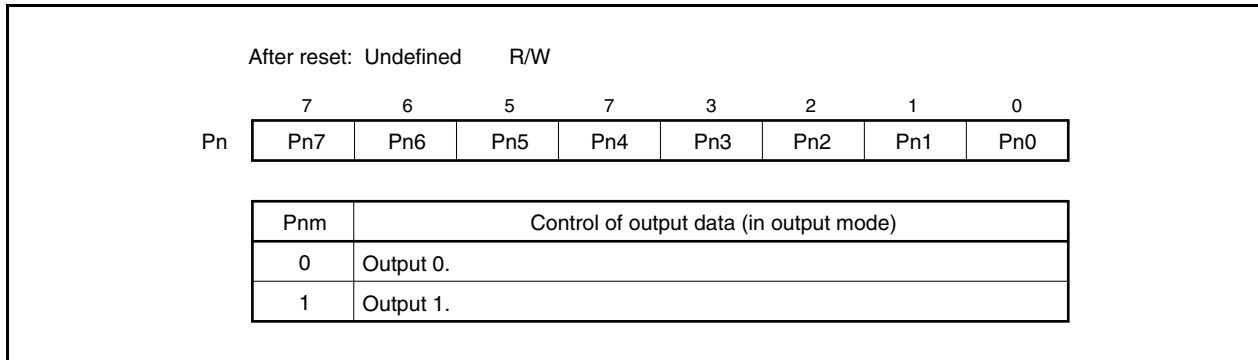 After reset: Undefined R/W
7 6 5 7 3 2 1 0
Pn Pn7 Pn6 Pn5 Pn4 Pn3 Pn2 Pn1 Pn0
Pnm Control of output data (in output mode)
0 Output 0.
1 Output 1.